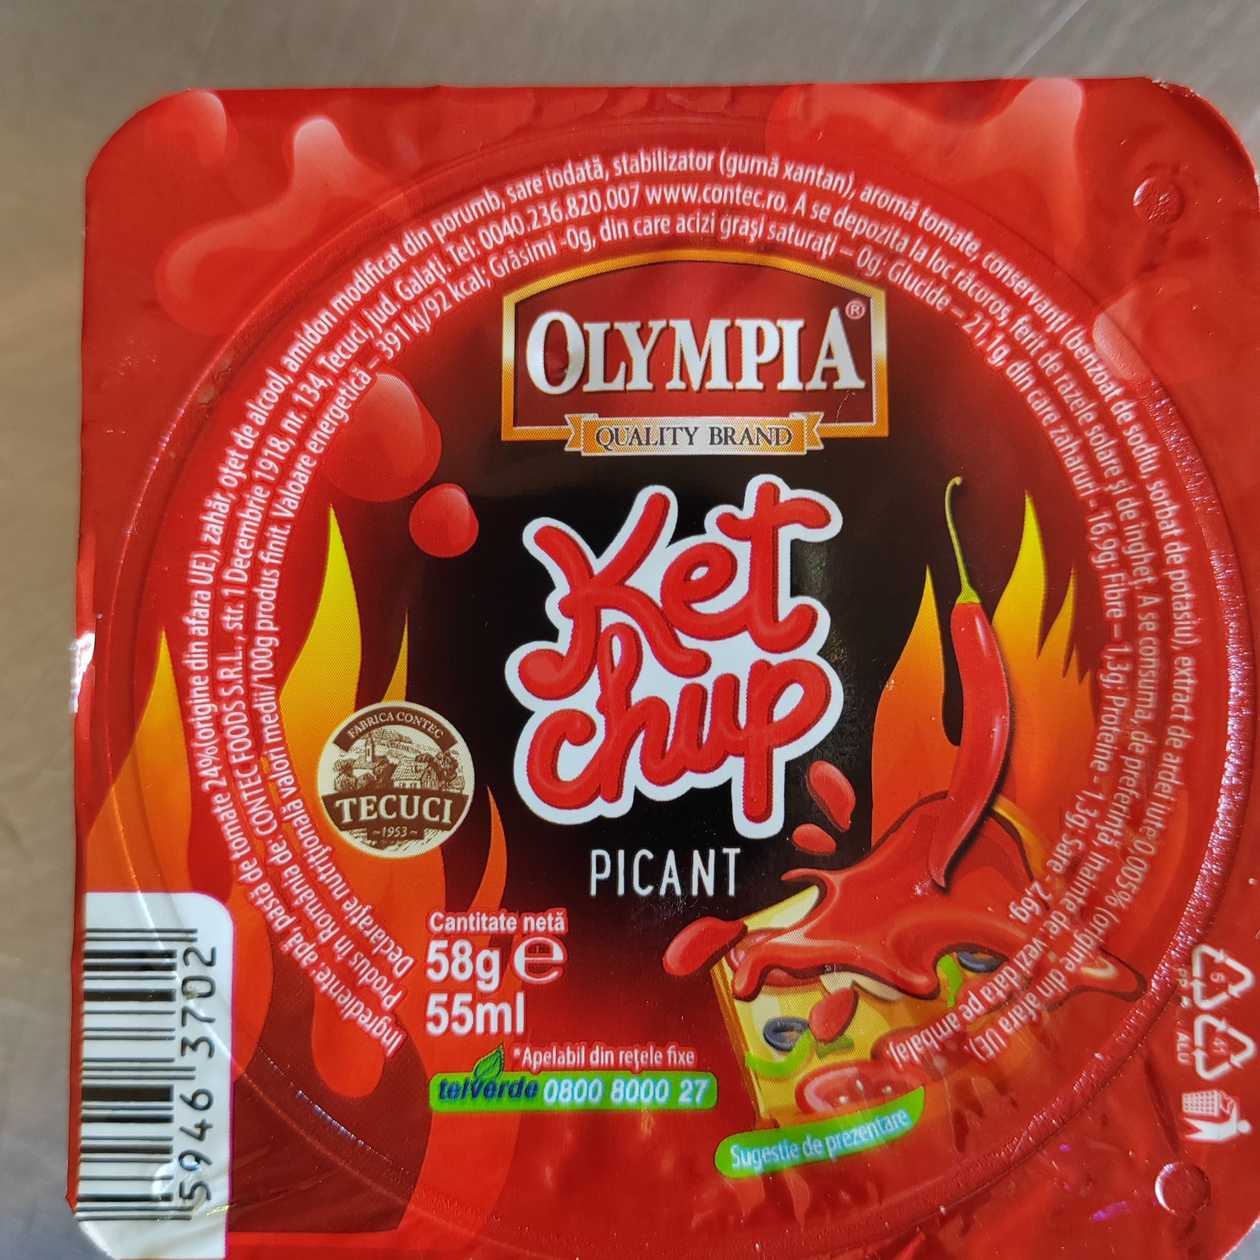 Ingrediente: apă, pastă de tomate 24%(origine din afara UE), zahăr, oțet de alcool, amidon modificat din porumb, sare iodată, stabilizator (gumă xantan), aromă tomate, conservanți (benzoat de sodiu, sorbat de potasiu), extract de ardei iute 0,005% (origine din afara UE).
Produs în România de CONTEC FOODS S.R.L., str. 1 Decembrie 1918, nr. 134, Tecuci, jud. Galați. Tel: 0040.236.820.007 www.contec.ro. A se depozita la loc răcoros, ferit de razele solare și de îngheț. A se consuma, de preferință, înainte de: vezi data pe ambalaj
Declarație nutrițională valori medii/100g produs finit. Valoare energetică – 391 kj/92 kcal; Grăsimi -0g, din care acizi grași saturați – 0g; Glucide – 21,1g, din care zaharuri - 16,9g; Fibre – 1,3g; Proteine - 1,3g; Sare - 2,6g.
OLYMPIA®
QUALITY BRAND
Ket
chup
PICANT
FABRICA CONTEC
TECUCI
~1953~
Cantitate netă
58g e
55ml
*Apelabil din rețele fixe
telverde 0800 8000 27
Sugestie de prezentare
5946 3702
5
PP
41
ALU